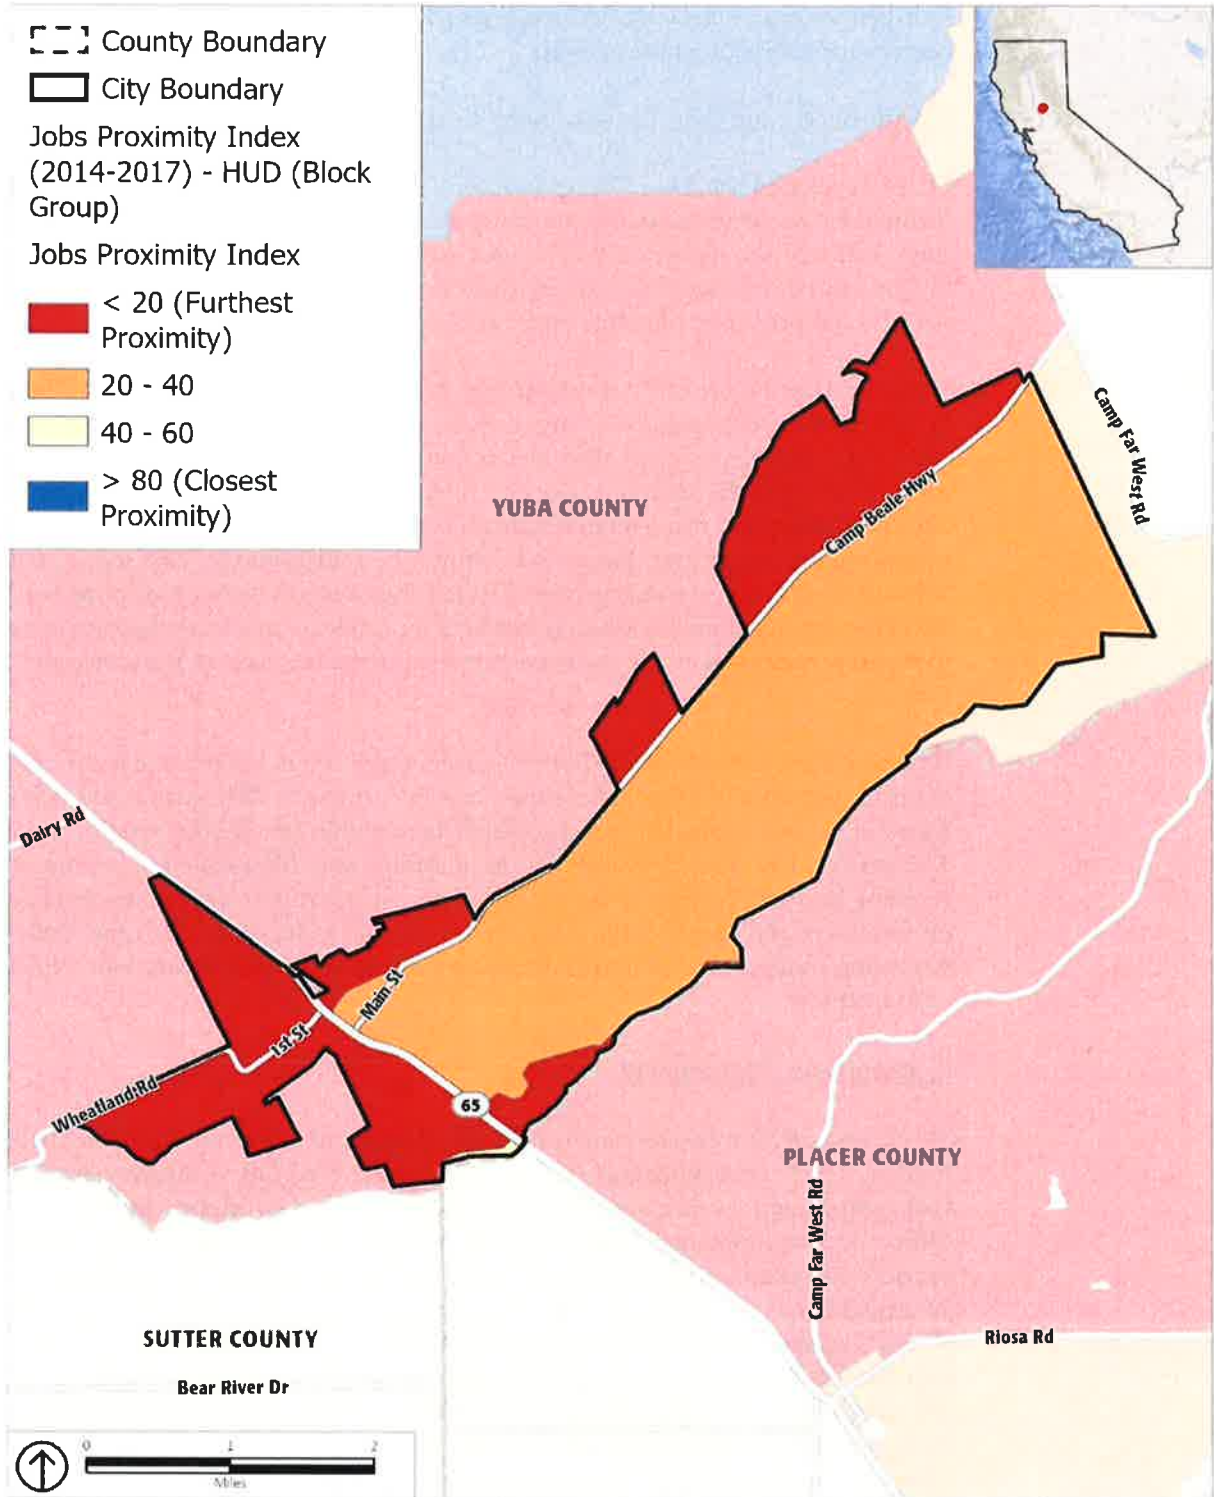 County Boundary
City Boundary
Jobs Proximity Index
(2014-2017) - HUD (Block
Group)
Jobs Proximity Index
< 20 (Furthest
Proximity)
20 - 40
40 - 60
> 80 (Closest
Proximity)
Camp Far West Rd
YUBA COUNTY
Camp Beale Hwy
Dairy Rd
Main St
1st St
Wheatland Rd
65
PLACER COUNTY
Camp Far West Rd
SUTTER COUNTY
Riosa Rd
Bear River Dr
0 1 2
Miles